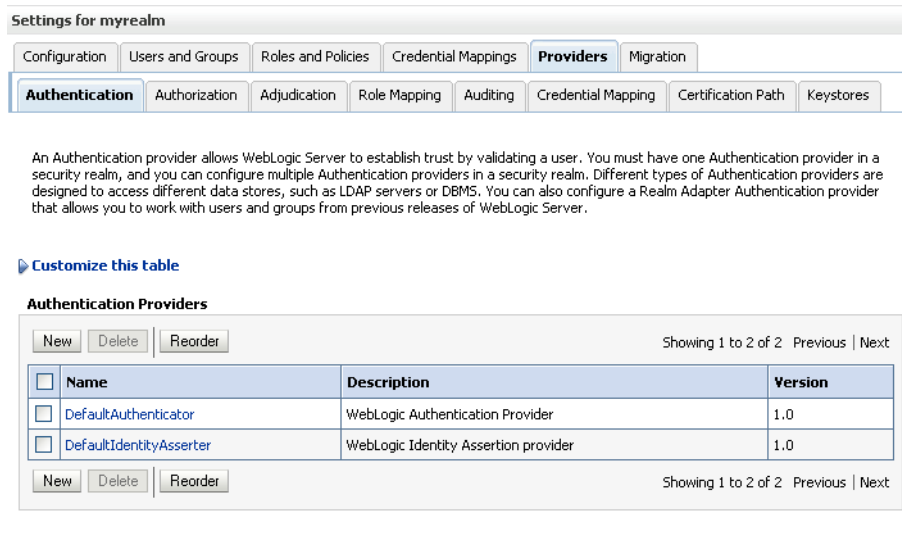 Settings for myrealm
Configuration Users and Groups Roles and Policies Credential Mappings Providers Migration
Authentication Authorization Adjudication Role Mapping Auditing Credential Mapping Certification Path Keystores
An Authentication provider allows WebLogic Server to establish trust by validating a user. You must have one Authentication provider in a
security realm, and you can configure multiple Authentication providers in a security realm. Different types of Authentication providers are
designed to access different data stores, such as LDAP servers or DBMS. You can also configure a Realm Adapter Authentication provider
that allows you to work with users and groups from previous releases of WebLogic Server.
Customize this table
Authentication Providers
New Delete Reorder Showing 1 to 2 of 2 Previous | Next
Name Description Version
DefaultAuthenticator WebLogic Authentication Provider 1.0
DefaultIdentityAsserter WebLogic Identity Assertion provider 1.0
New Delete Reorder Showing 1 to 2 of 2 Previous | Next